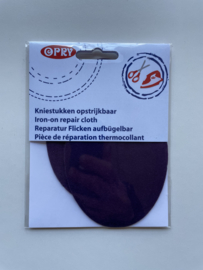 OPRY
Kniestukken opstrijkbaar
Iron-on repair cloth
Reparatur Flicken aufbügelbar
Pièce de réparation thermocollant